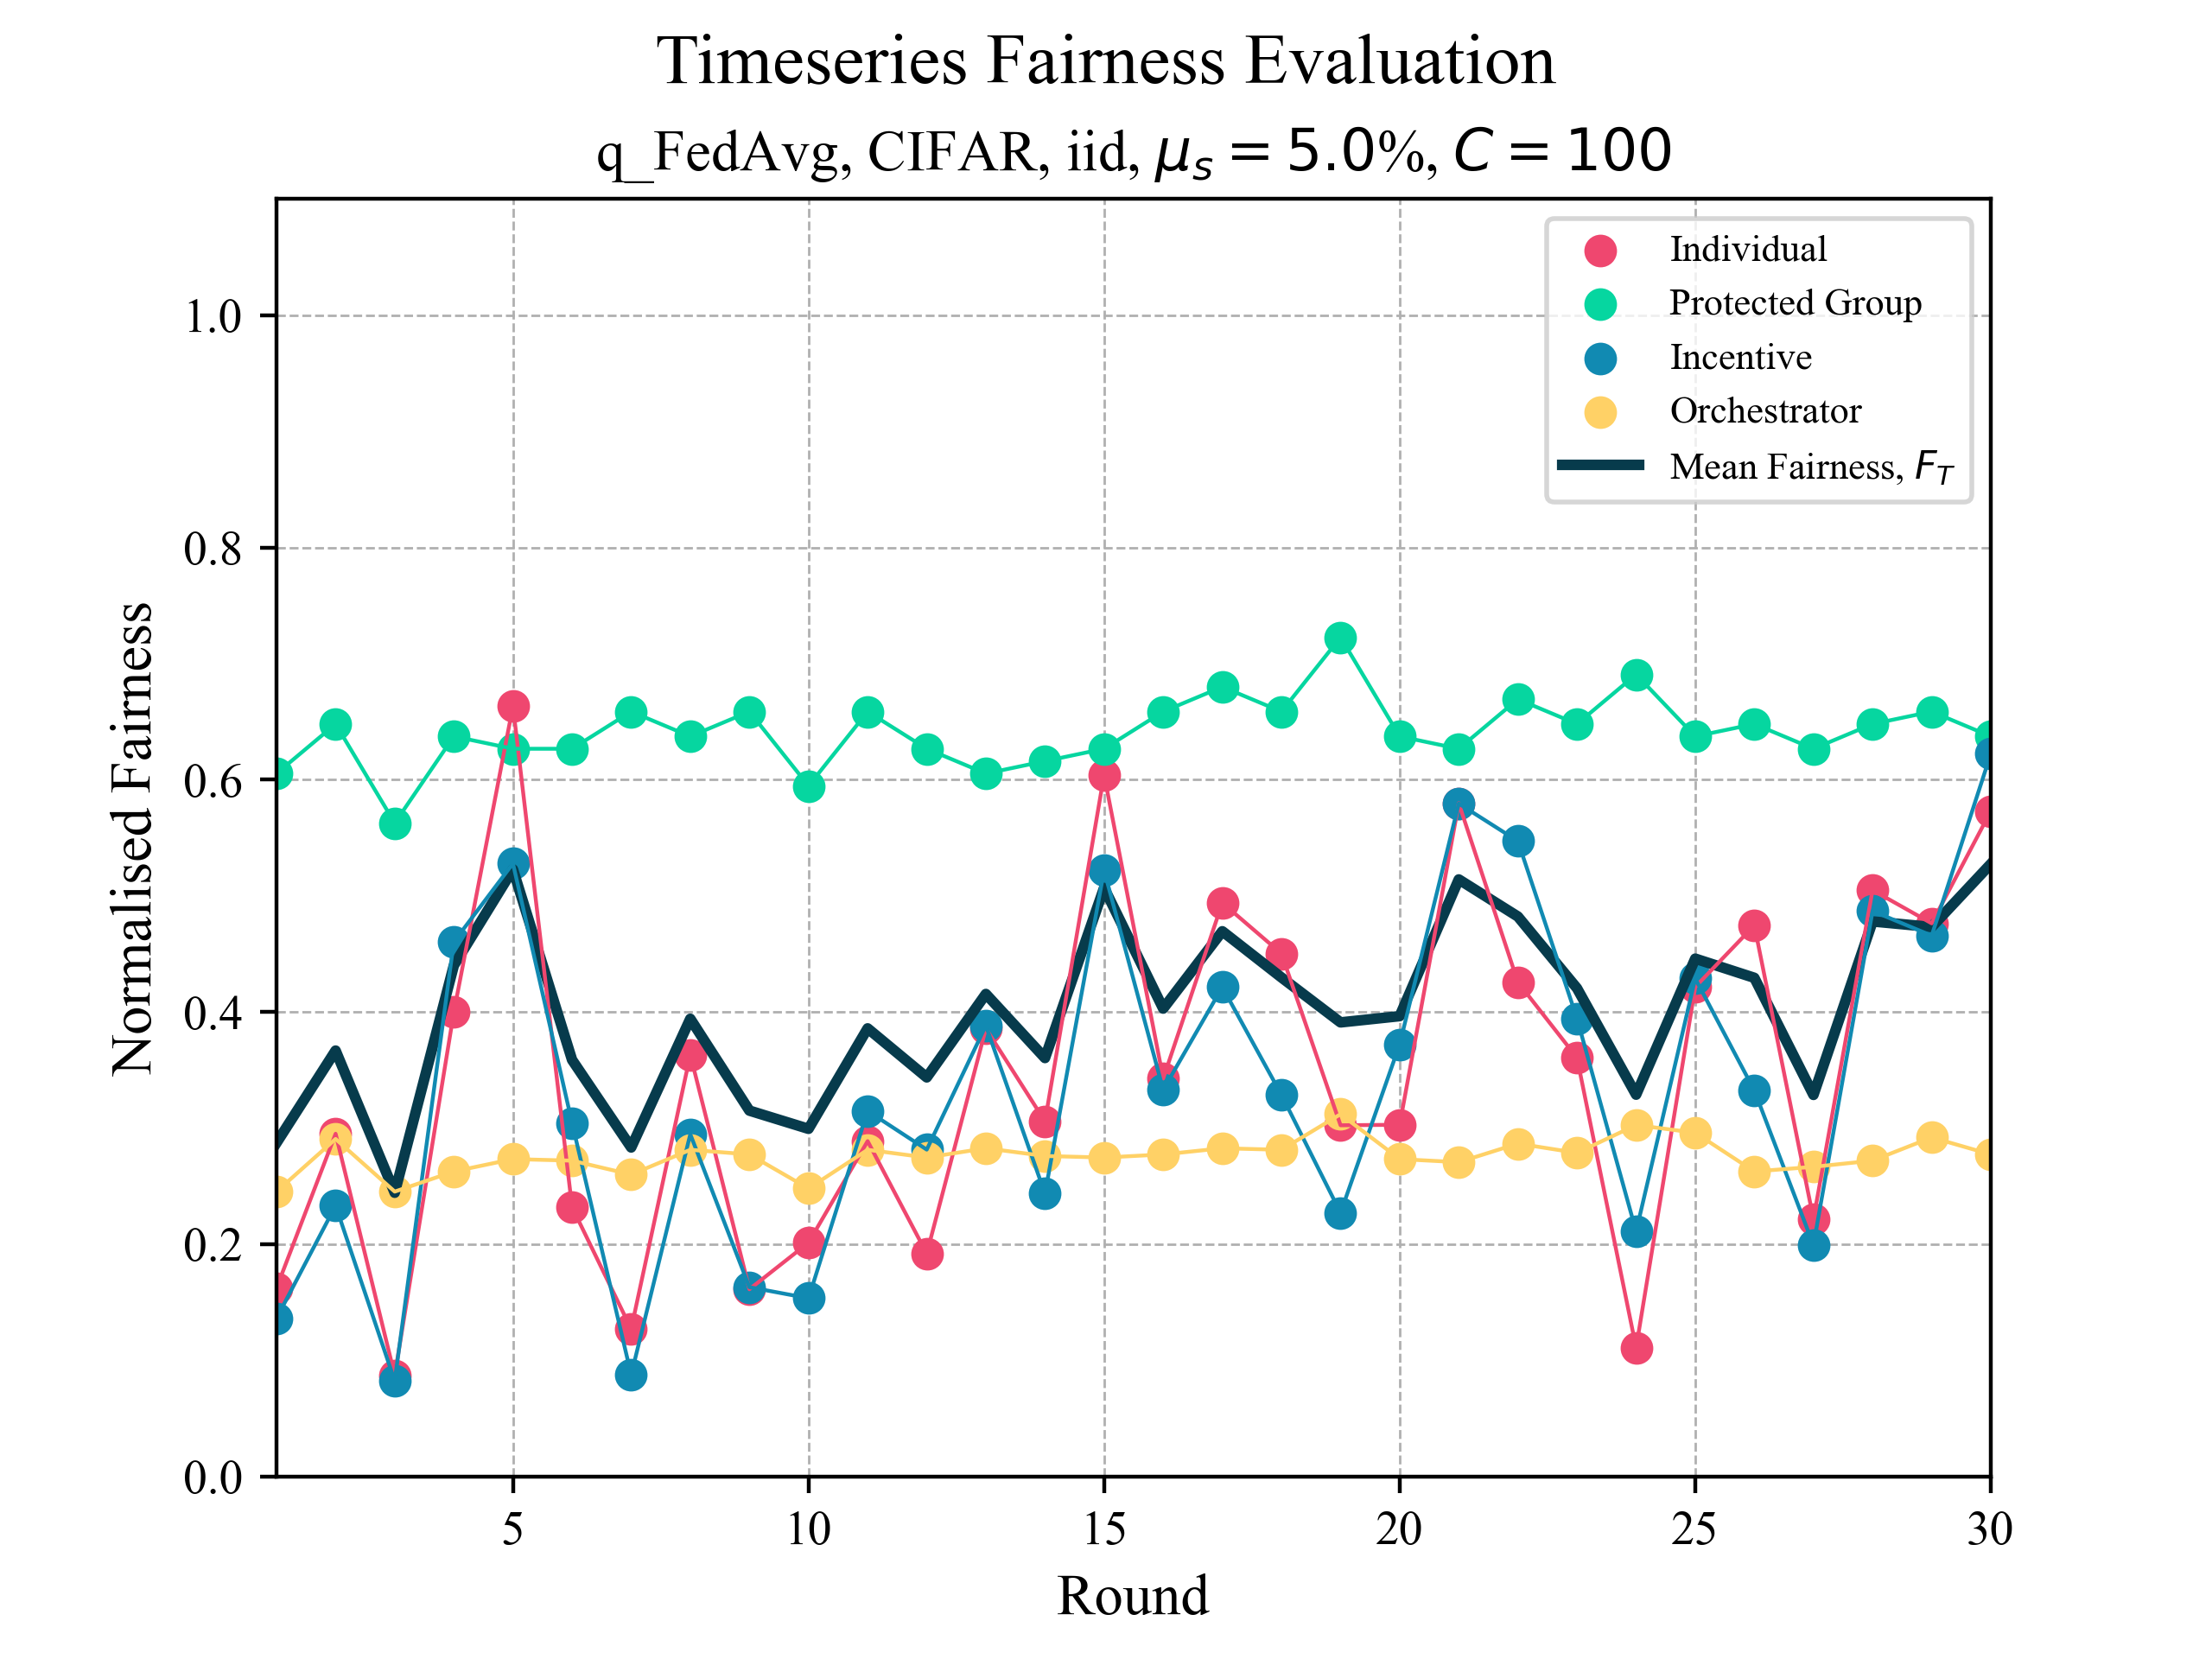 Timeseries Fairness Evaluation
q_FedAvg, CIFAR, iid, μₛ = 5.0%, C = 100
Individual
Protected Group
Incentive
Orchestrator
Mean Fairness, F_T
Normalised Fairness
1.0
0.8
0.6
0.4
0.2
0.0
5 10 15 20 25 30
Round